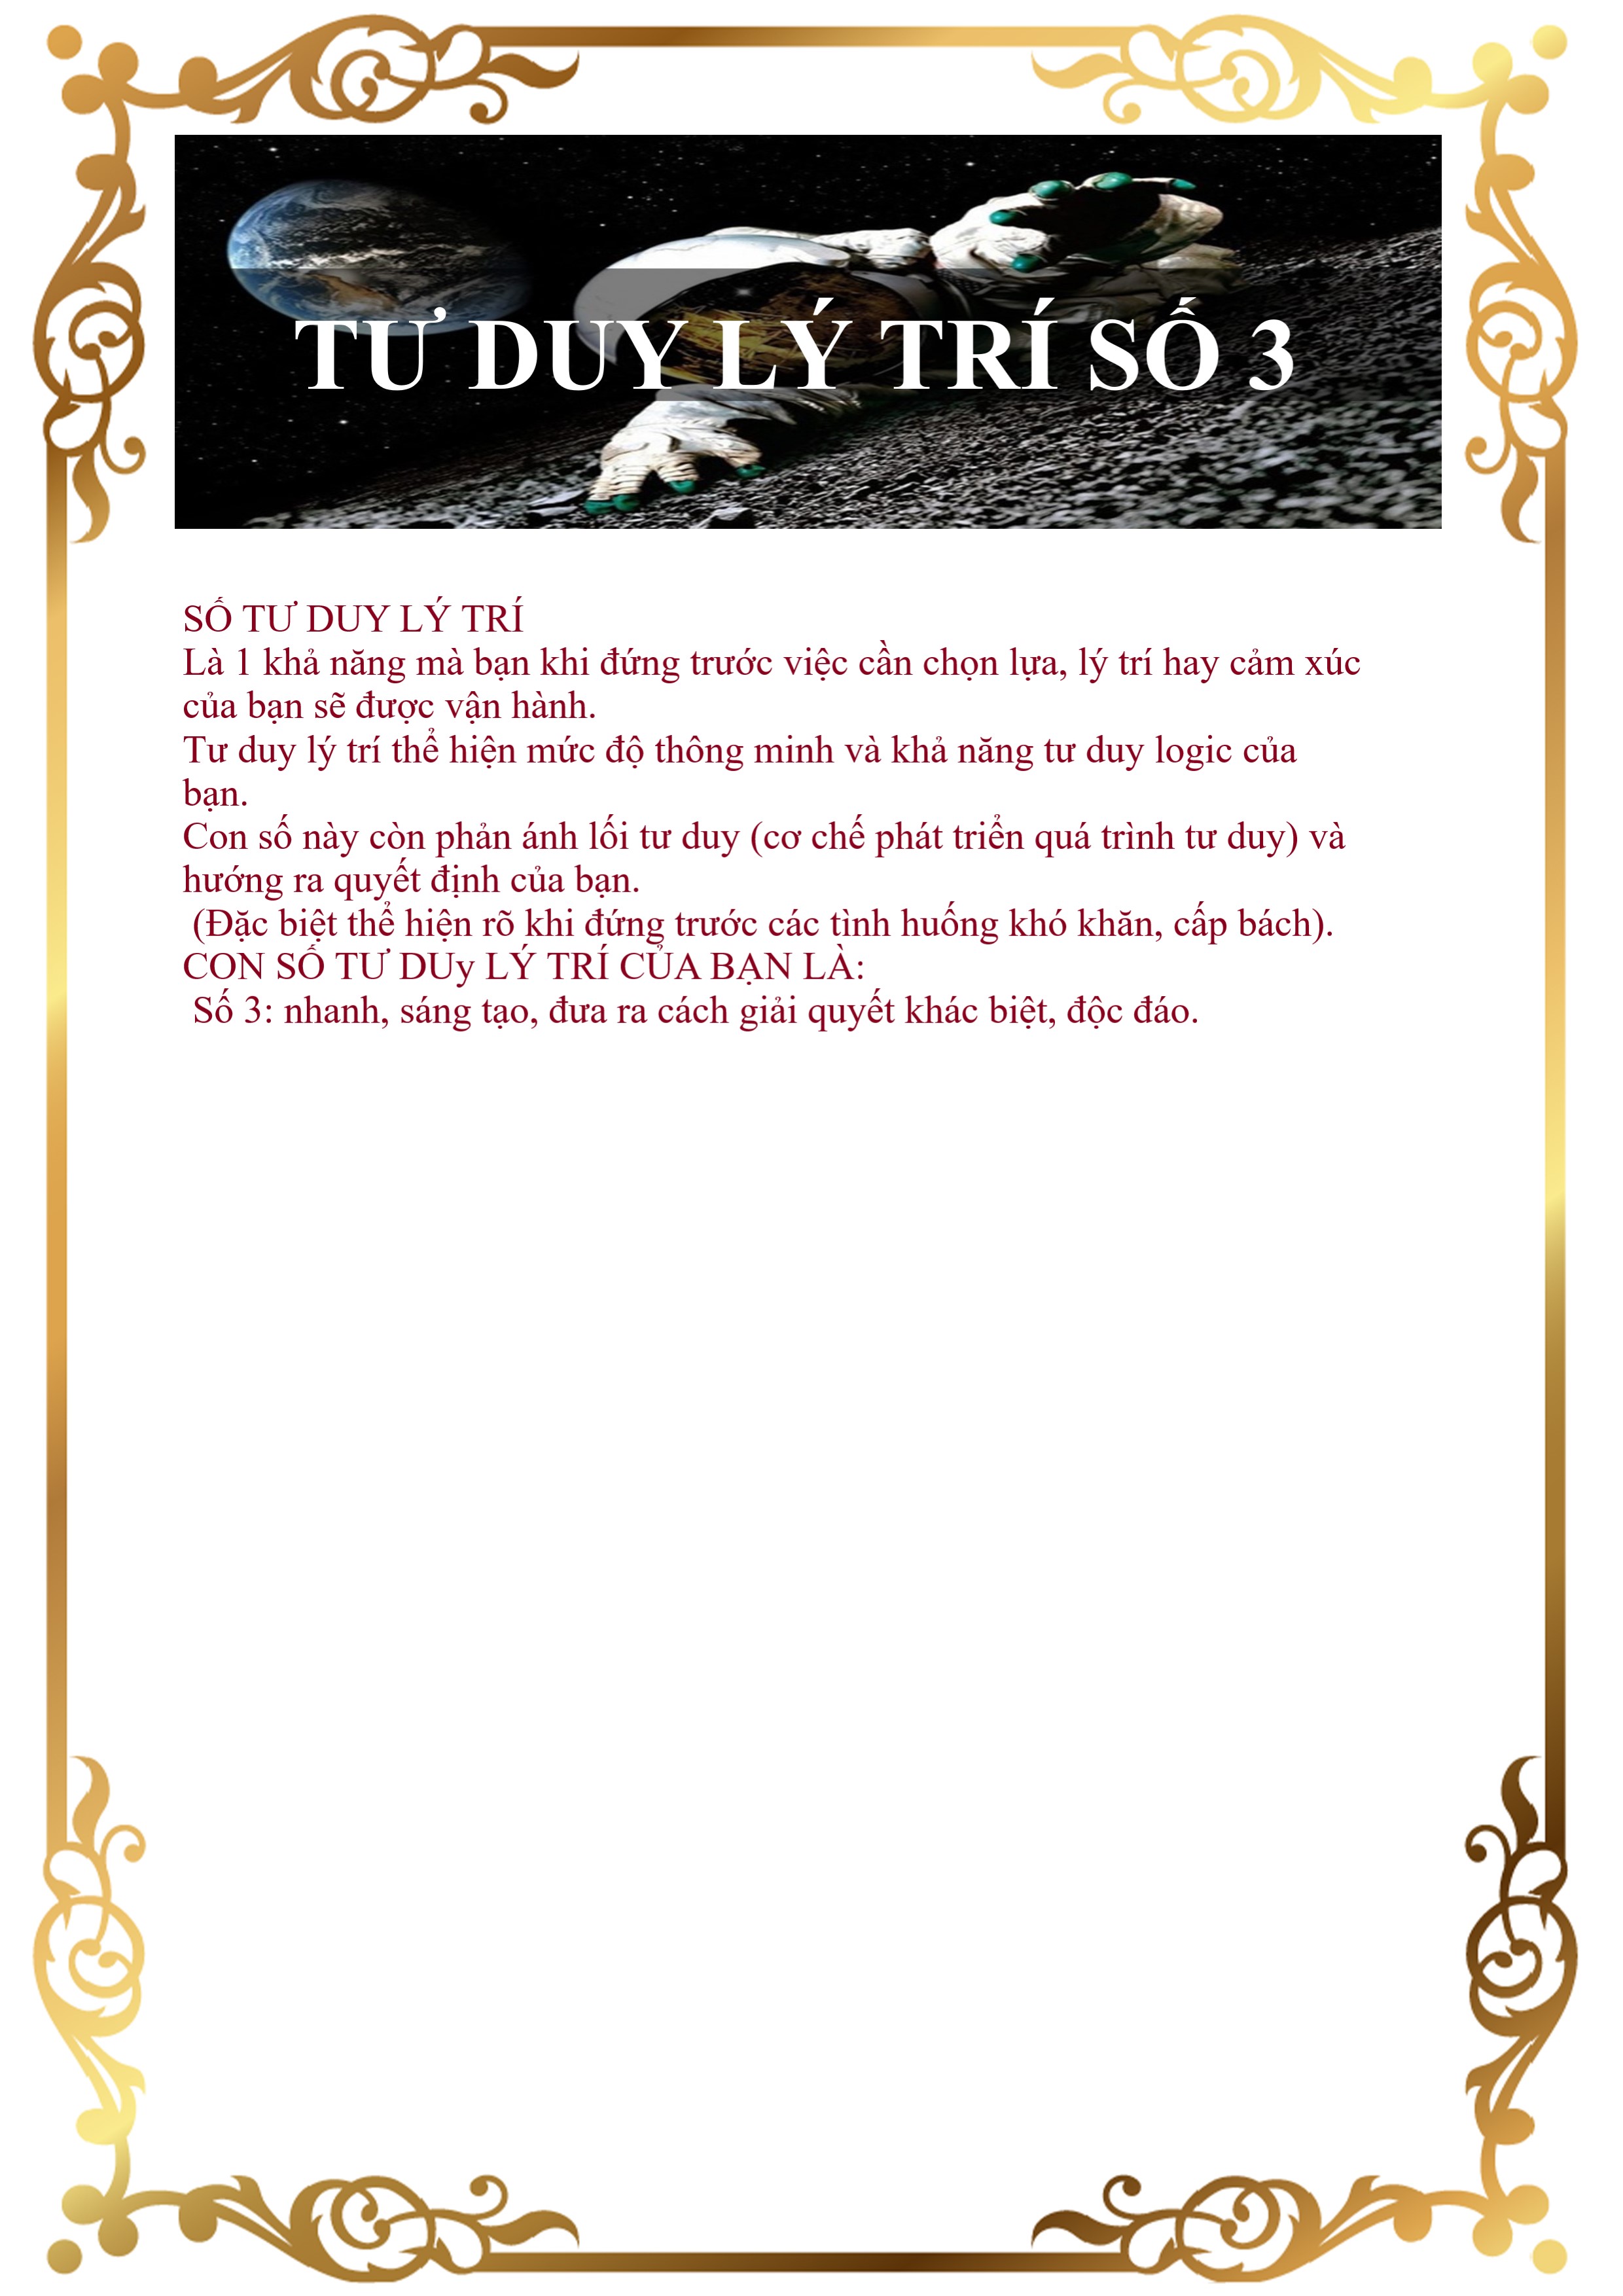 TƯ DUY LÝ TRÍ SỐ 3
SỐ TƯ DUY LÝ TRÍ
Là 1 khả năng mà bạn khi đứng trước việc cần chọn lựa, lý trí hay cảm xúc
của bạn sẽ được vận hành.
Tư duy lý trí thể hiện mức độ thông minh và khả năng tư duy logic của
bạn.
Con số này còn phản ánh lối tư duy (cơ chế phát triển quá trình tư duy) và
hướng ra quyết định của bạn.
(Đặc biệt thể hiện rõ khi đứng trước các tình huống khó khăn, cấp bách).
CON SỐ TƯ DUy LÝ TRÍ CỦA BẠN LÀ:
Số 3: nhanh, sáng tạo, đưa ra cách giải quyết khác biệt, độc đáo.